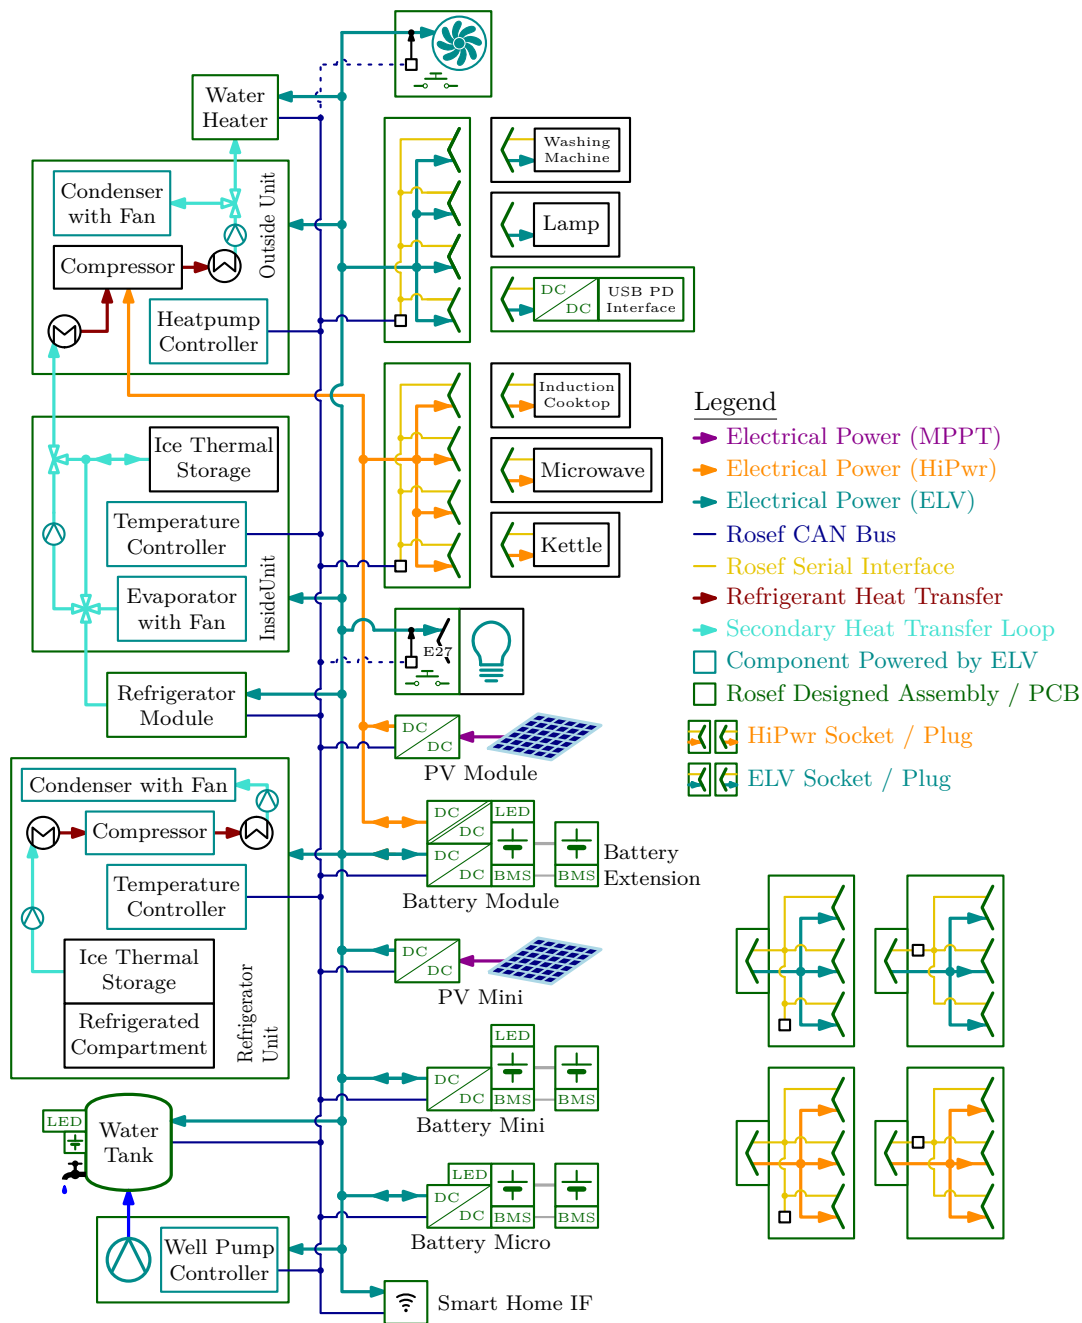 Water
Heater
Condenser
with Fan
Outside Unit
Compressor
Heatpump
Controller
Washing
Machine
Lamp
DC
DC
USB PD
Interface
Induction
Cooktop
Microwave
Kettle
Ice Thermal
Storage
Temperature
Controller
Evaporator
with Fan
InsideUnit
Refrigerator
Module
E27
DC
DC
PV Module
Legend
Electrical Power (MPPT)
Electrical Power (HiPwr)
Electrical Power (ELV)
Rosef CAN Bus
Rosef Serial Interface
Refrigerant Heat Transfer
Secondary Heat Transfer Loop
Component Powered by ELV
Rosef Designed Assembly / PCB
HiPwr Socket / Plug
ELV Socket / Plug
Condenser with Fan
Compressor
Temperature
Controller
Ice Thermal
Storage
Refrigerated
Compartment
Refrigerator
Unit
DC
DC
LED
DC
DC
BMS
BMS
Battery
Extension
Battery Module
DC
DC
PV Mini
LED
DC
DC
BMS
BMS
Battery Mini
LED
Water
Tank
LED
DC
DC
BMS
BMS
Battery Micro
Well Pump
Controller
Smart Home IF